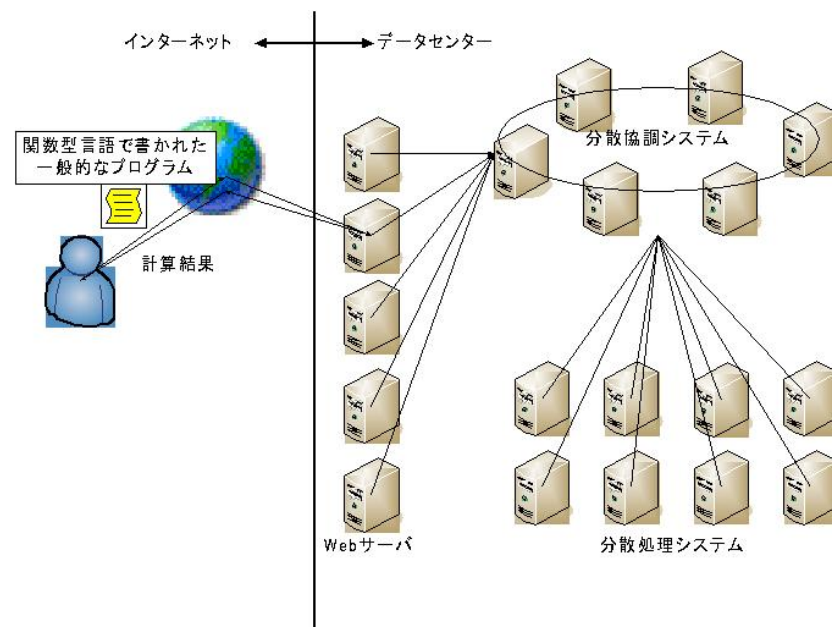 インターネット
データセンター
関数型言語で書かれた
一般的なプログラム
計算結果
分散協調システム
Webサーバ
分散処理システム